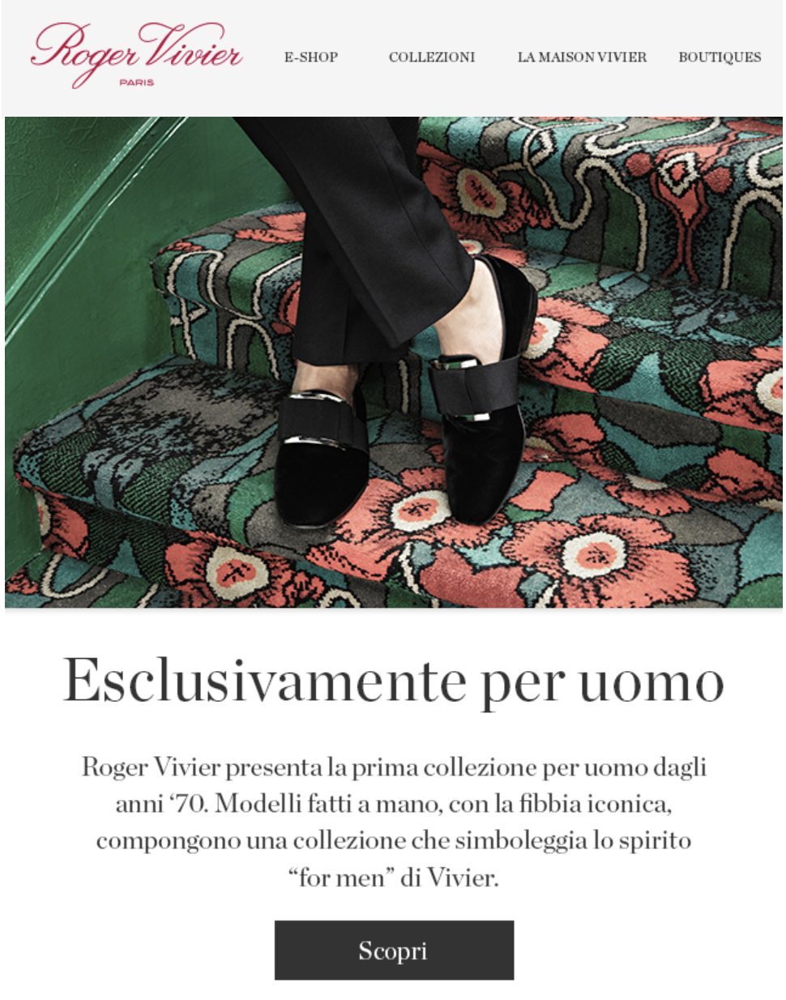 Roger Vivier
PARIS
E-SHOP COLLEZIONI LA MAISON VIVIER BOUTIQUES
Esclusivamente per uomo
Roger Vivier presenta la prima collezione per uomo dagli
anni ‘70. Modelli fatti a mano, con la fibbia iconica,
compongono una collezione che simboleggia lo spirito
“for men” di Vivier.
Scopri